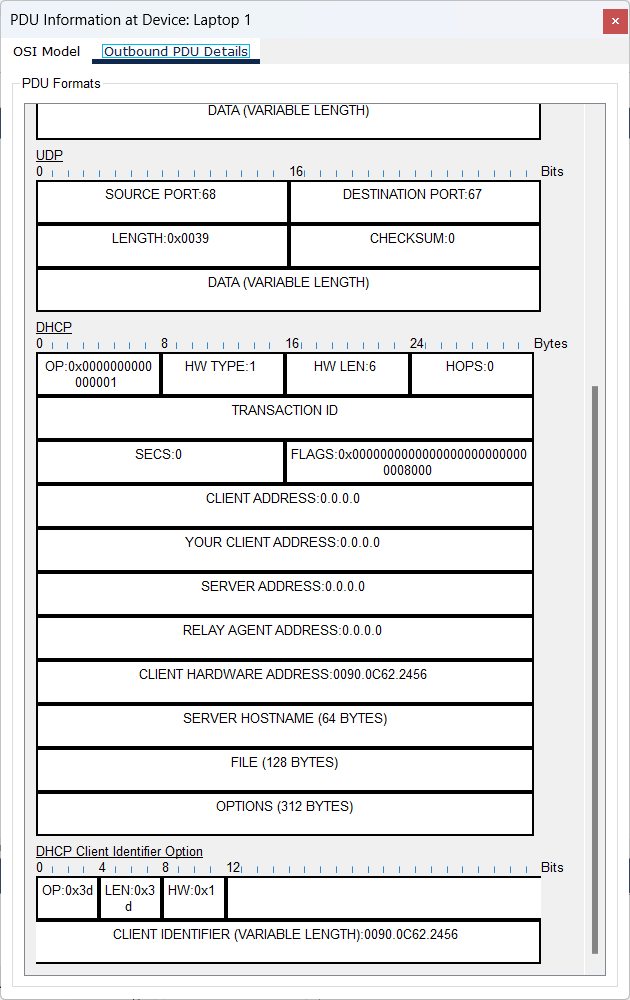 PDU Information at Device: Laptop 1
OSI Model Outbound PDU Details
PDU Formats
DATA (VARIABLE LENGTH)
UDP
0 16 Bits
SOURCE PORT:68 DESTINATION PORT:67
LENGTH:0x0039 CHECKSUM:0
DATA (VARIABLE LENGTH)
DHCP
0 8 16 24 Bytes
OP:0x0000000000 HW TYPE:1 HW LEN:6 HOPS:0
000001
TRANSACTION ID
SECS:0 FLAGS:0x0000000000000000000000000
0008000
CLIENT ADDRESS:0.0.0.0
YOUR CLIENT ADDRESS:0.0.0.0
SERVER ADDRESS:0.0.0.0
RELAY AGENT ADDRESS:0.0.0.0
CLIENT HARDWARE ADDRESS:0090.0C62.2456
SERVER HOSTNAME (64 BYTES)
FILE (128 BYTES)
OPTIONS (312 BYTES)
DHCP Client Identifier Option
0 4 8 12 Bits
OP:0x3d LEN:0x3 HW:0x1
d
CLIENT IDENTIFIER (VARIABLE LENGTH):0090.0C62.2456